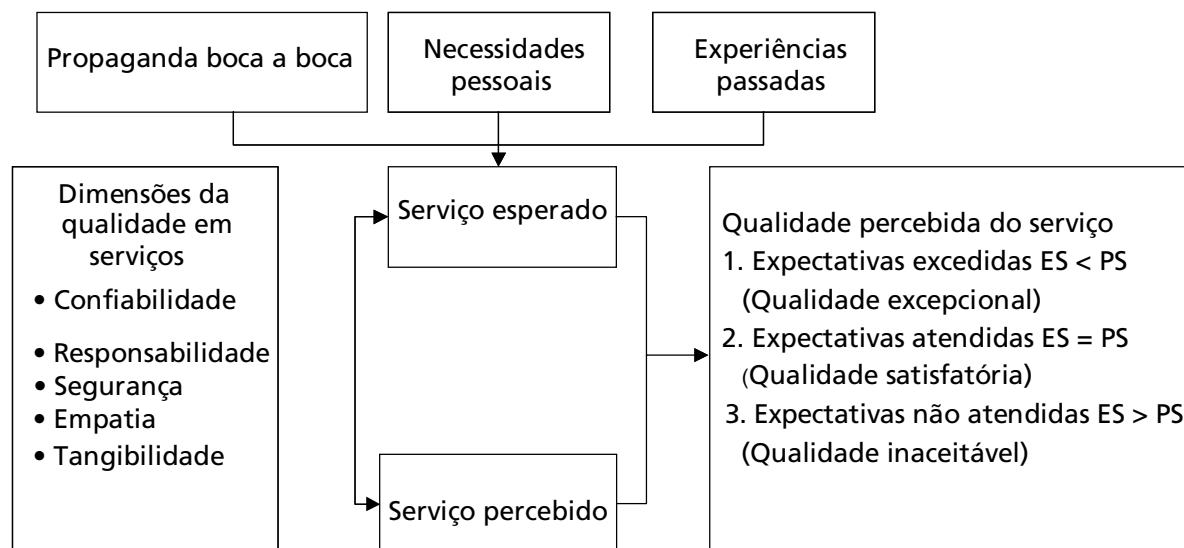 Propaganda boca a boca
Necessidades
pessoais
Experiências
passadas
Dimensões da
qualidade em
serviços
• Confiabilidade
• Responsabilidade
• Segurança
• Empatia
• Tangibilidade
Serviço esperado
Serviço percebido
Qualidade percebida do serviço
1. Expectativas excedidas ES < PS
(Qualidade excepcional)
2. Expectativas atendidas ES = PS
(Qualidade satisfatória)
3. Expectativas não atendidas ES > PS
(Qualidade inaceitável)